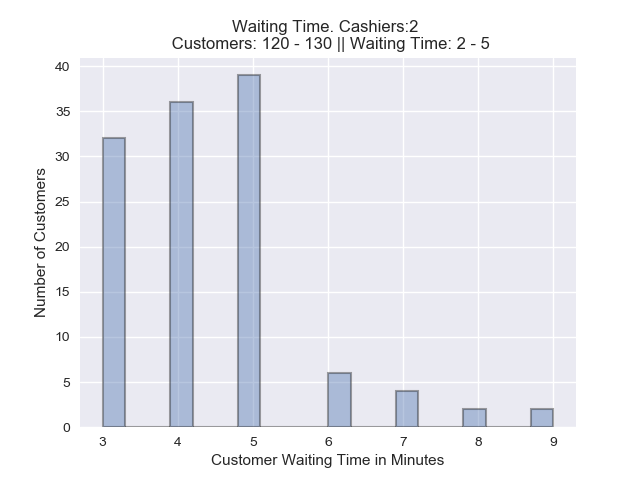 Waiting Time. Cashiers:2
Customers: 120 - 130 || Waiting Time: 2 - 5
40
35
30
25
20
15
10
5
0
Number of Customers
3 4 5 6 7 8 9
Customer Waiting Time in Minutes